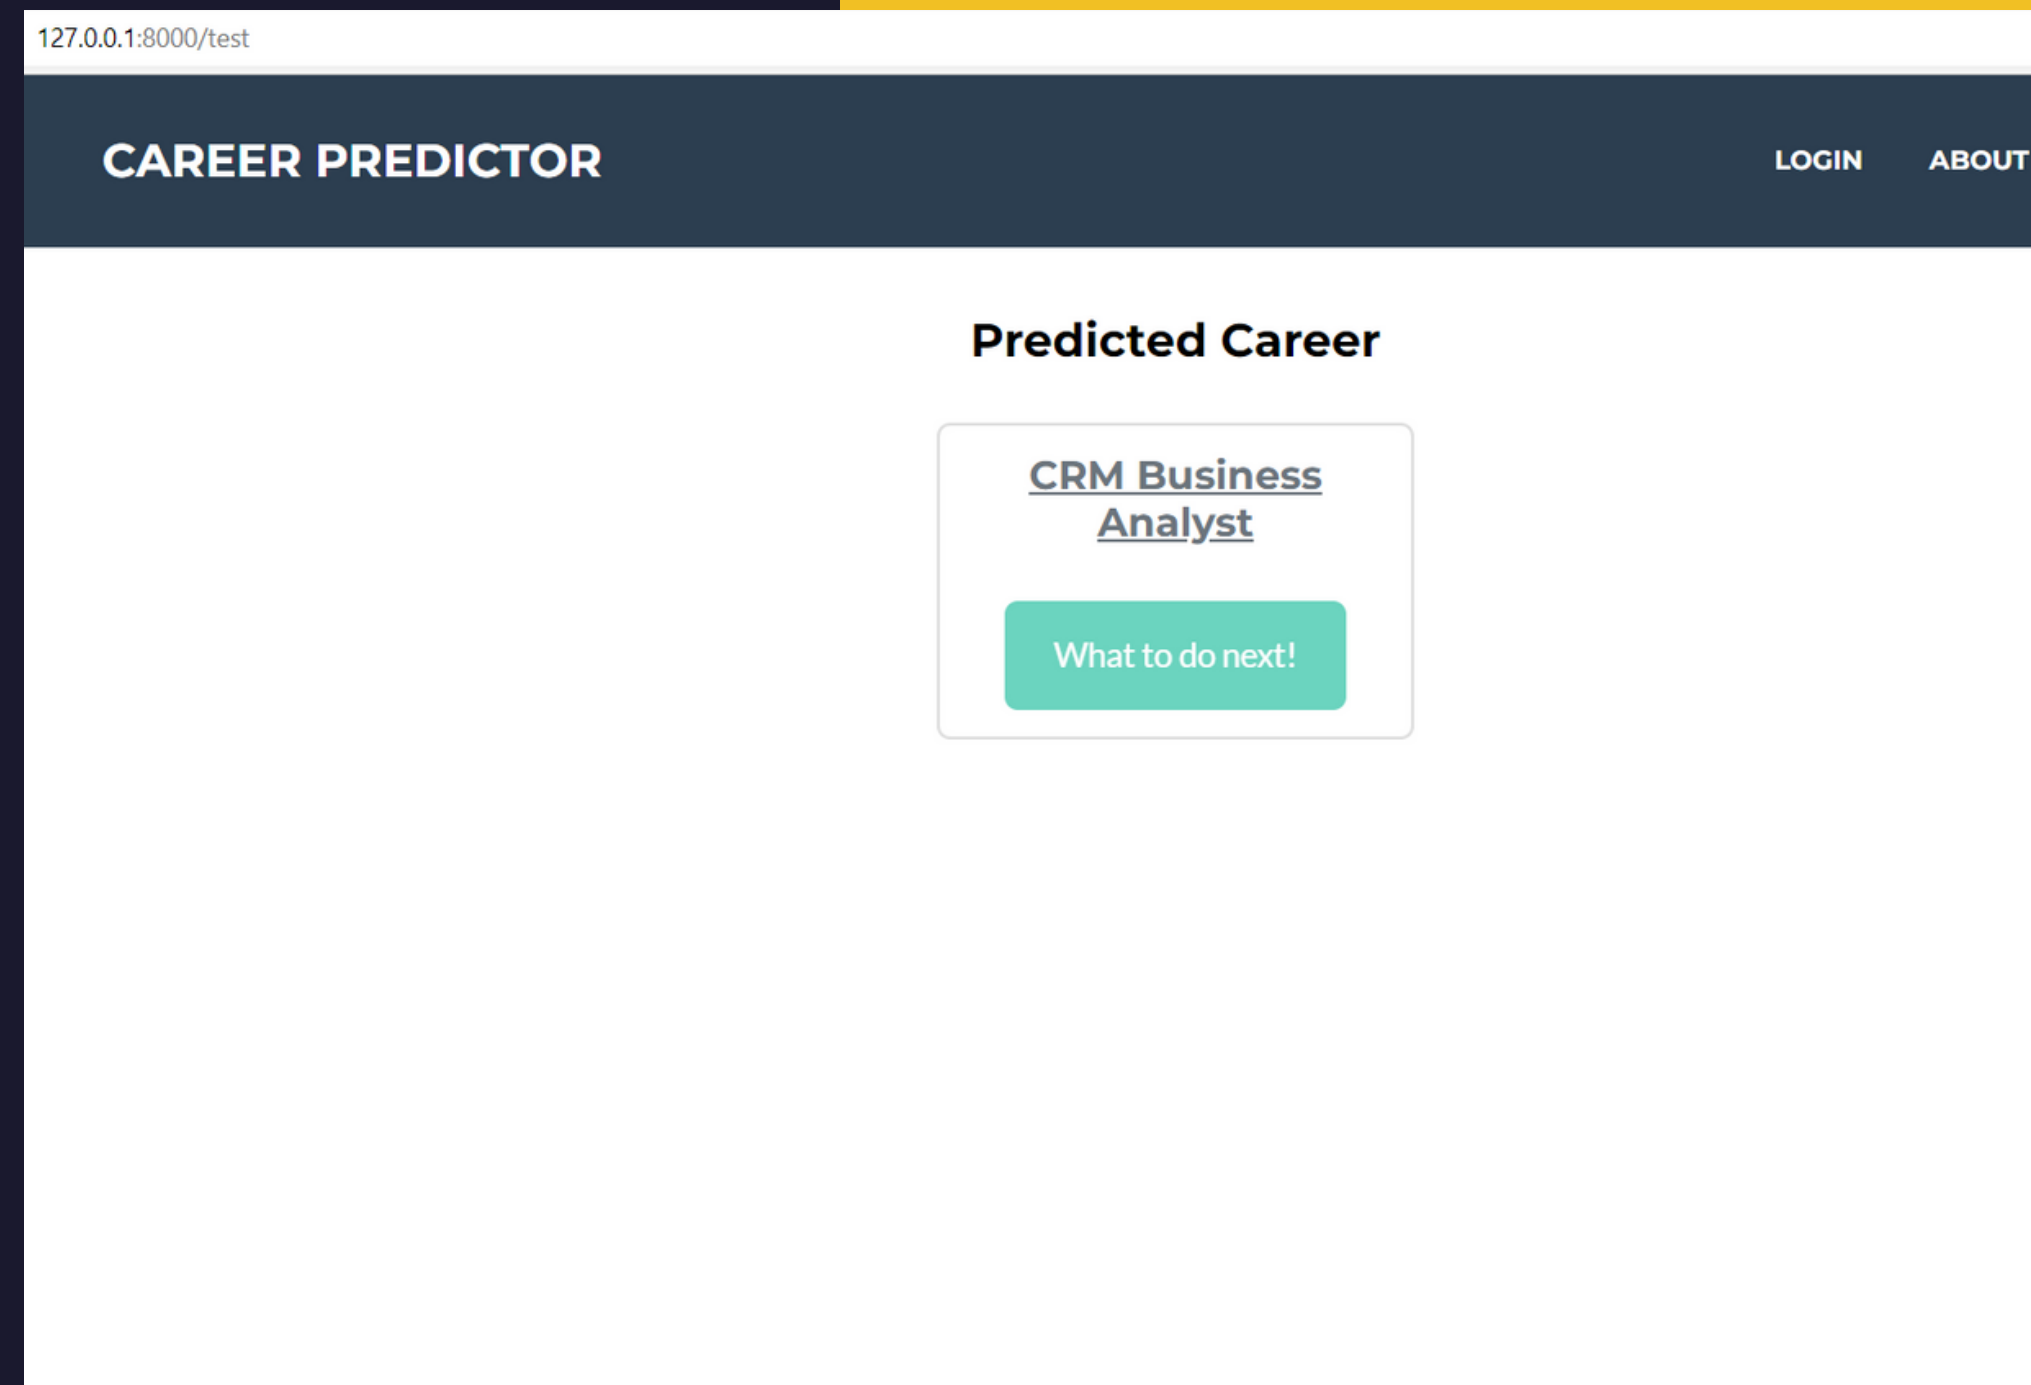 127.0.0.1:8000/test
CAREER PREDICTOR
LOGIN ABOUT
Predicted Career
CRM Business
Analyst
What to do next!